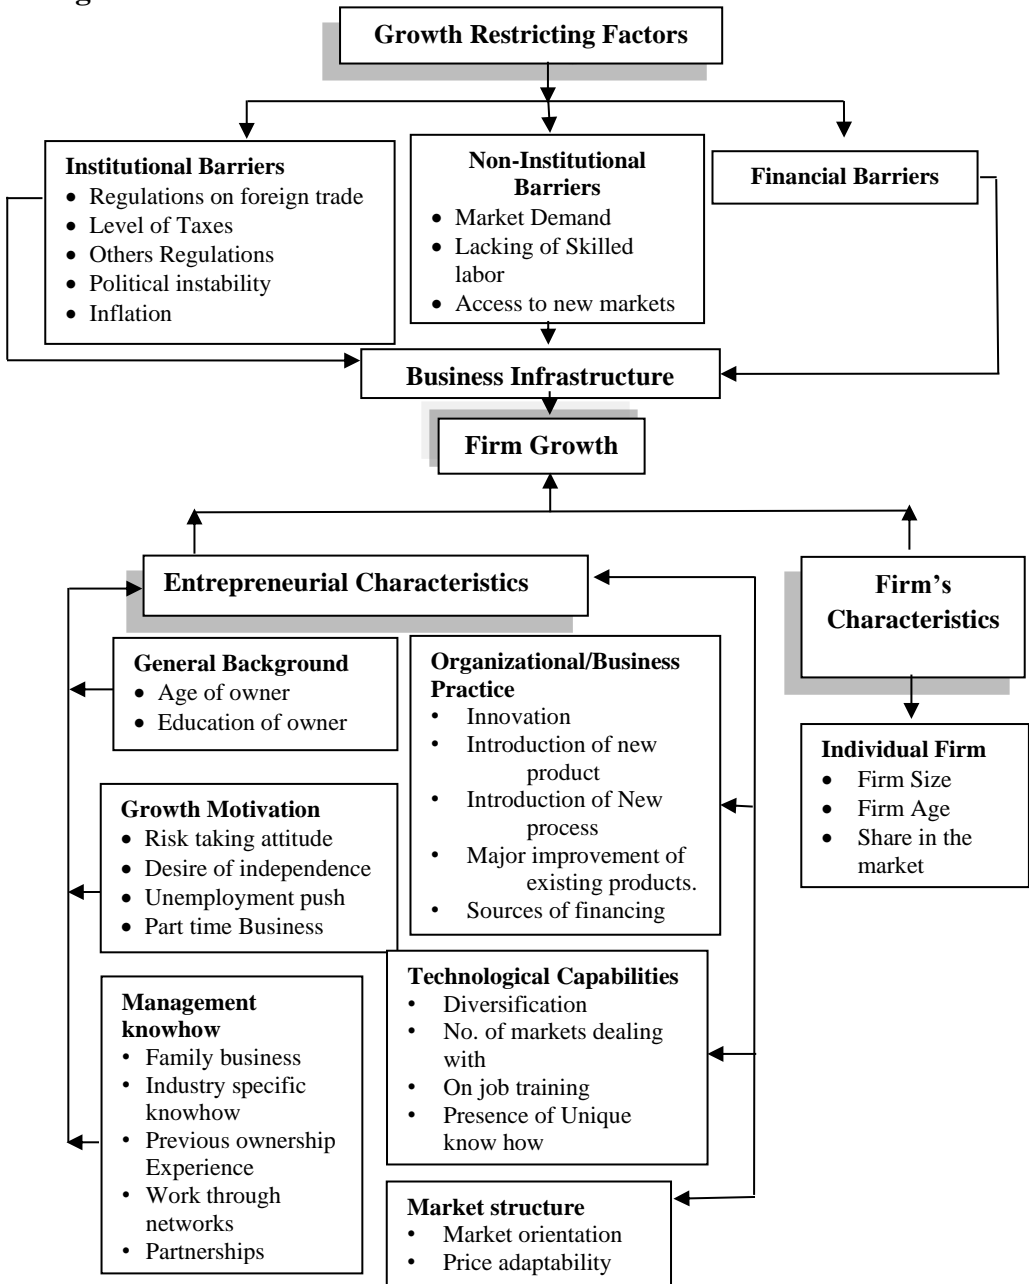 Growth Restricting Factors
Institutional Barriers
• Regulations on foreign trade
• Level of Taxes
• Others Regulations
• Political instability
• Inflation
Non-Institutional
Barriers
• Market Demand
• Lacking of Skilled
labor
• Access to new markets
Financial Barriers
Business Infrastructure
Firm Growth
Entrepreneurial Characteristics
Firm’s
Characteristics
General Background
• Age of owner
• Education of owner
Growth Motivation
• Risk taking attitude
• Desire of independence
• Unemployment push
• Part time Business
Management
knowhow
• Family business
• Industry specific
knowhow
• Previous ownership
Experience
• Work through
networks
• Partnerships
Organizational/Business
Practice
• Innovation
• Introduction of new
product
• Introduction of New
process
• Major improvement of
existing products.
• Sources of financing
Technological Capabilities
• Diversification
• No. of markets dealing
with
• On job training
• Presence of Unique
know how
Market structure
• Market orientation
• Price adaptability
Individual Firm
• Firm Size
• Firm Age
• Share in the
market